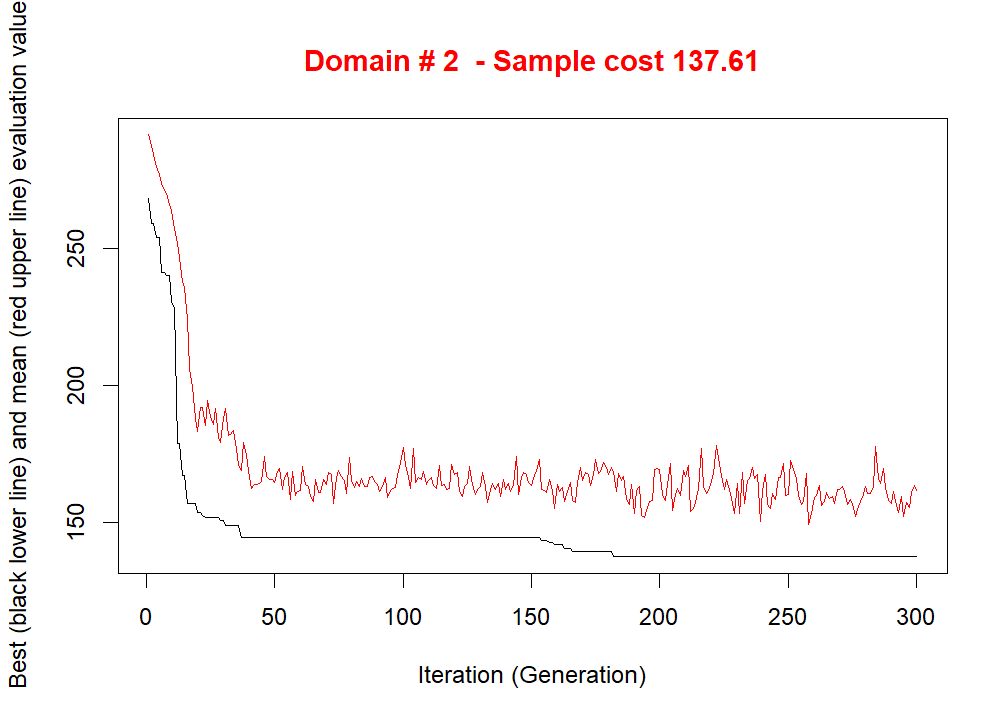 Domain # 2  - Sample cost 137.61
Best (black lower line) and mean (red upper line) evaluation value
250
200
150
0 50 100 150 200 250 300
Iteration (Generation)